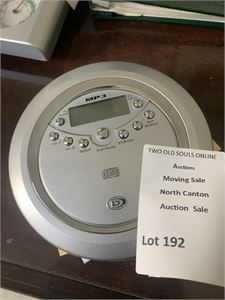 MP3
TWO OLD SOULS ONLINE
Auctions
Moving Sale
North Canton
Auction Sale
Lot 192